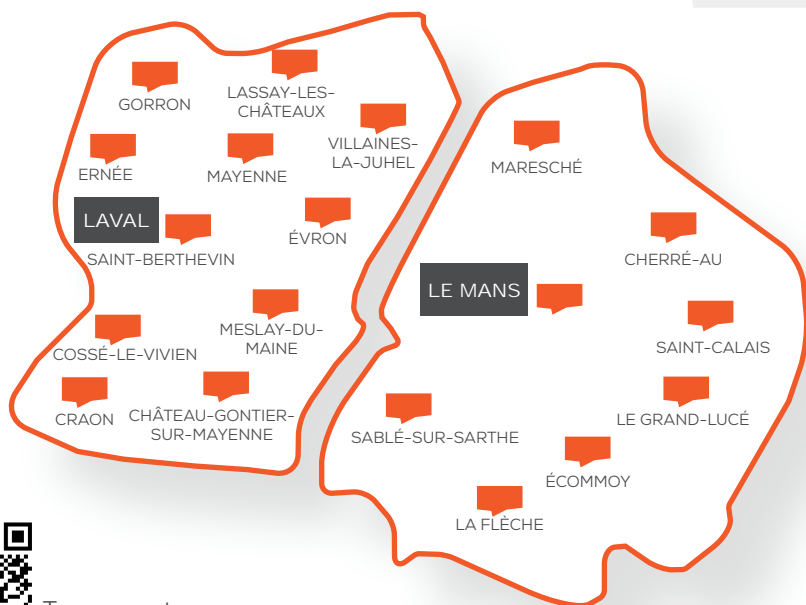 GORRON
LASSAY-LES-
CHÂTEAUX
VILLAINES-
LA-JUHEL
ERNÉE
MAYENNE
LAVAL
SAINT-BERTHEVIN
ÉVRON
COSSÉ-LE-VIVIEN
MESLAY-DU-
MAINE
CRAON
CHÂTEAU-GONTIER-
SUR-MAYENNE
MARESCHÉ
CHERRÉ-AU
LE MANS
SAINT-CALAIS
LE GRAND-LUCÉ
SABLÉ-SUR-SARTHE
ÉCOMMOY
LA FLÈCHE